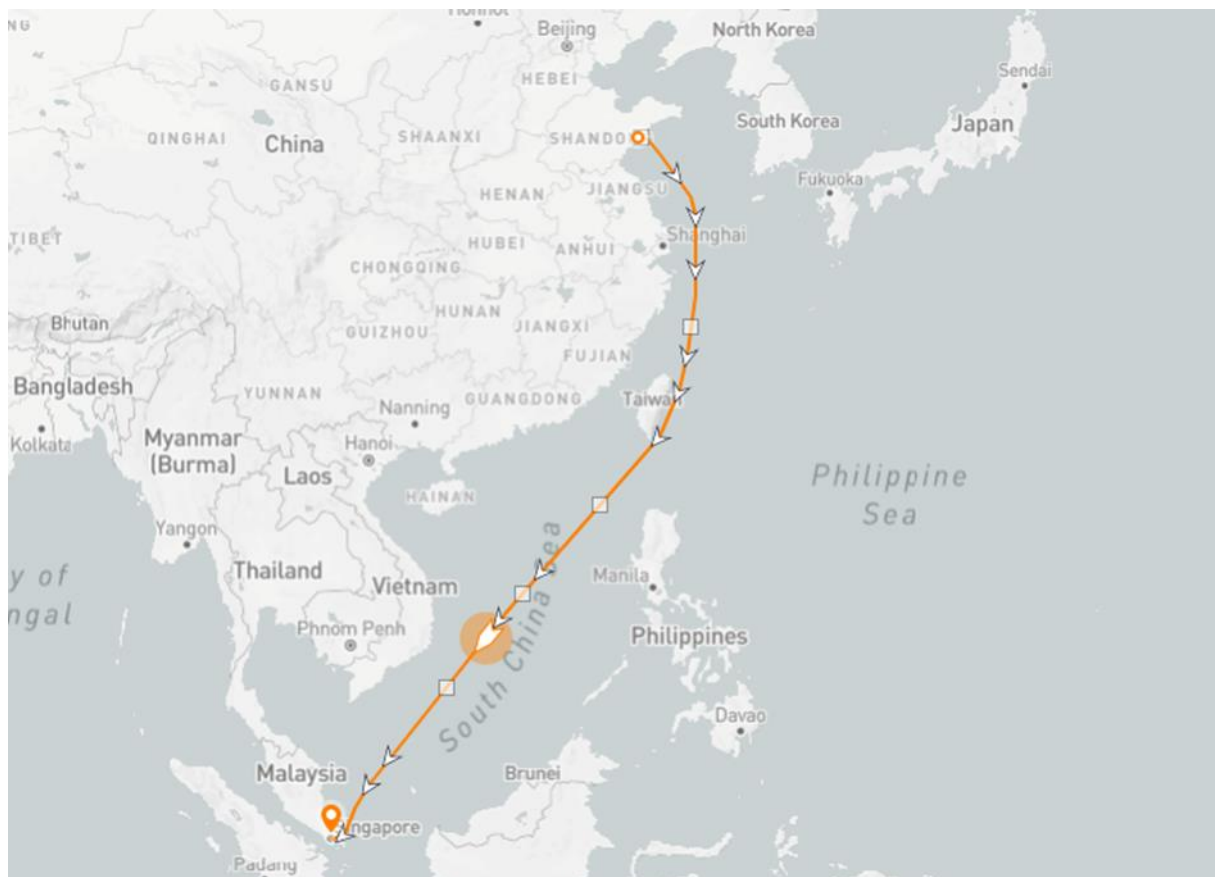 NG
Beijing
North Korea
Sendai
HEBEI
GANSU
South Korea
Japan
QINGHAI
China
SHAANXI
SHANDO
Fukuoka
JIANGSU
HENAN
TIBET
Shanghai
HUBEI
ANHUI
CHONGQING
HUNAN
Bhutan
GUIZHOU
JIANGXI
FUJIAN
Bangladesh
YUNNAN
GUANGDONG
Taiwan
Nanning
Kolkata
Myanmar
(Burma)
Hanoi
Laos
HAINAN
Philippine
Sea
Yangon
Thailand
Vietnam
Manila
y of
ngal
Phnom Penh
Philippines
South China Sea
Davao
Malaysia
Brunei
ngapore
Padang